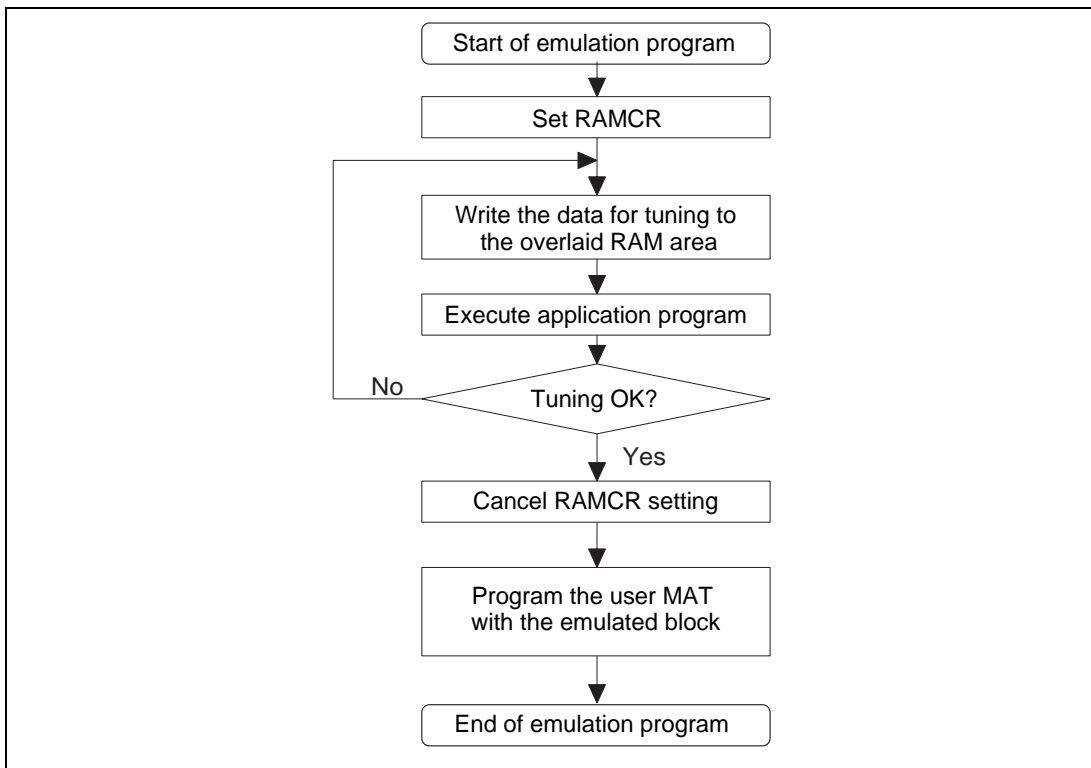 Start of emulation program
Set RAMCR
Write the data for tuning to
the overlaid RAM area
Execute application program
No
Tuning OK?
Yes
Cancel RAMCR setting
Program the user MAT
with the emulated block
End of emulation program